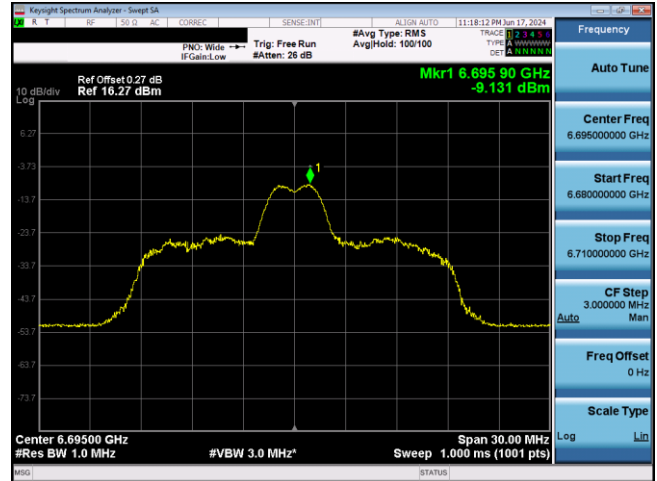 Keysight Spectrum Analyzer - Swept SA
R T RF 50 Ω AC CORREC SENSE:INT ALIGN AUTO 11:18:12 PM Jun 17, 2024
PNO: Wide
IFGain:Low
Trig: Free Run
#Atten: 26 dB
#Avg Type: RMS
Avg|Hold: 100/100
TRACE 1 2 3 4 5 6
TYPE A WWWWW
DET A N N N N N
Mkr1 6.695 90 GHz
-9.131 dBm
Ref Offset 0.27 dB
10 dB/div Ref 16.27 dBm
Log
6.27
-3.73
1
-13.7
-23.7
-33.7
-43.7
-53.7
-63.7
-73.7
Center 6.69500 GHz
Span 30.00 MHz
#Res BW 1.0 MHz
#VBW 3.0 MHz*
Sweep 1.000 ms (1001 pts)
MSG
STATUS
Frequency
Auto Tune
Center Freq
6.695000000 GHz
Start Freq
6.680000000 GHz
Stop Freq
6.710000000 GHz
CF Step
3.000000 MHz
Auto Man
Freq Offset
0 Hz
Scale Type
Log Lin